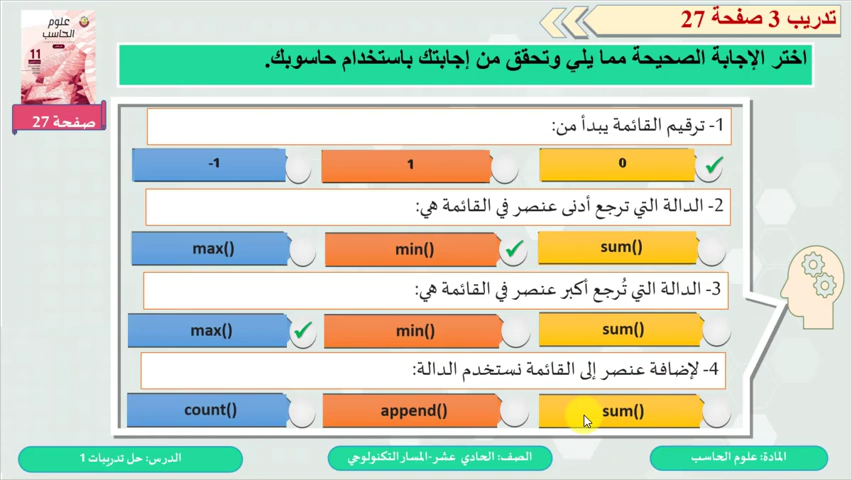 تدريب 3 صفحة 27
علوم
الحاسب
11
صفحة 27
اختر الإجابة الصحيحة مما يلي وتحقق من إجابتك باستخدام حاسوبك.
1- ترقيم القائمة يبدأ من:
0
1
-1
2- الدالة التي ترجع أدنى عنصر في القائمة هي:
sum()
min()
max()
3- الدالة التي تُرجع أكبر عنصر في القائمة هي:
sum()
min()
max()
4- لإضافة عنصر إلى القائمة نستخدم الدالة:
sum()
append()
count()
المادة: علوم الحاسب
الصف: الحادي عشر-المسار التكنولوجي
الدرس: حل تدريبات 1